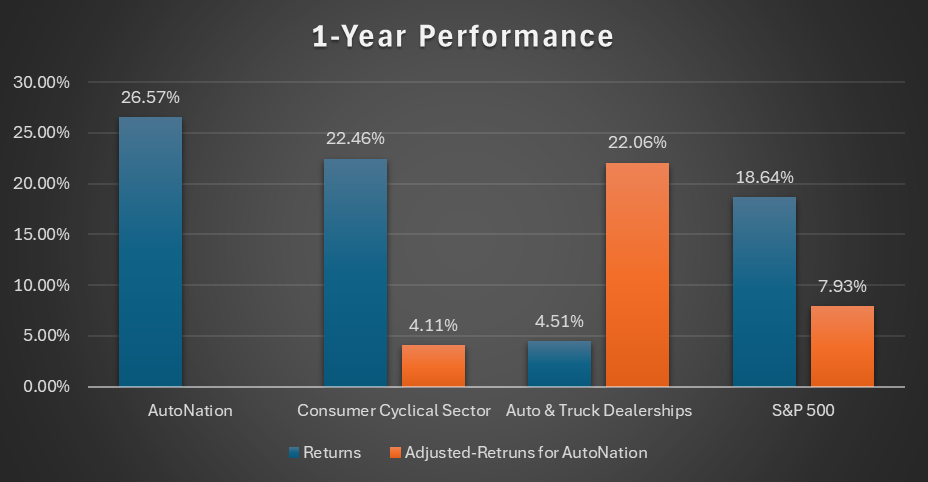 1-Year Performance
30.00%
25.00%
20.00%
15.00%
10.00%
5.00%
0.00%
26.57%
22.46%
4.11%
4.51%
22.06%
18.64%
7.93%
AutoNation
Consumer Cyclical Sector
Auto & Truck Dealerships
S&P 500
Returns
Adjusted-Retruns for AutoNation